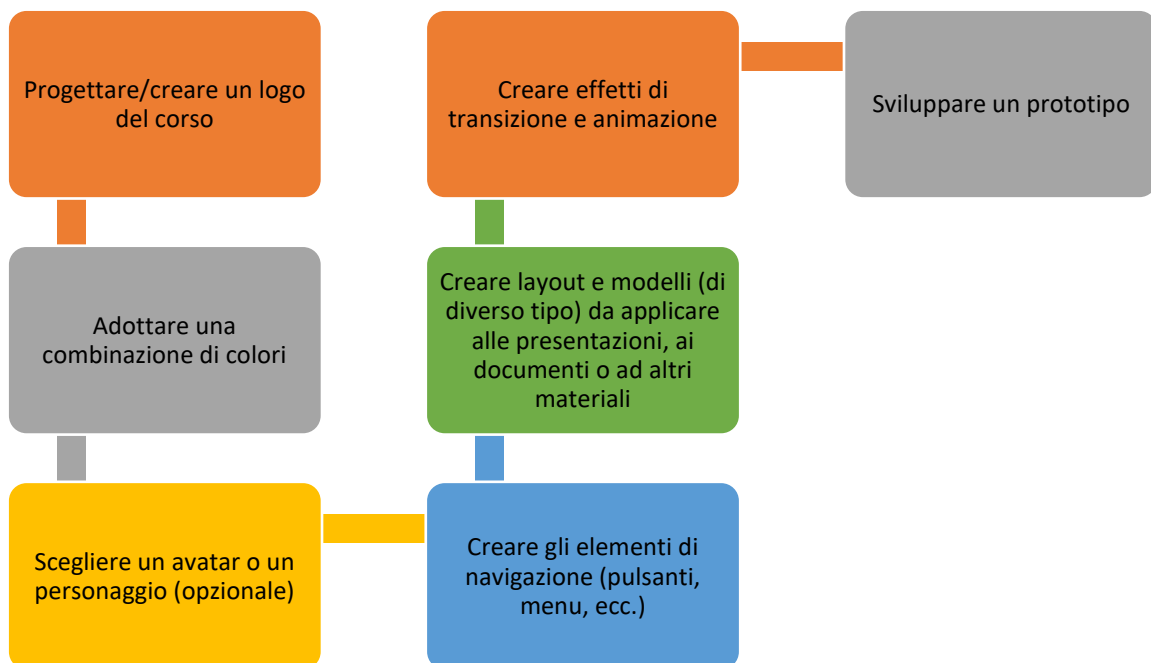 Progettare/creare un logo
del corso
Adottare una
combinazione di colori
Scegliere un avatar o un
personaggio (opzionale)
Creare gli elementi di
navigazione (pulsanti,
menu, ecc.)
Creare layout e modelli (di
diverso tipo) da applicare
alle presentazioni, ai
documenti o ad altri
materiali
Creare effetti di
transizione e animazione
Sviluppare un prototipo